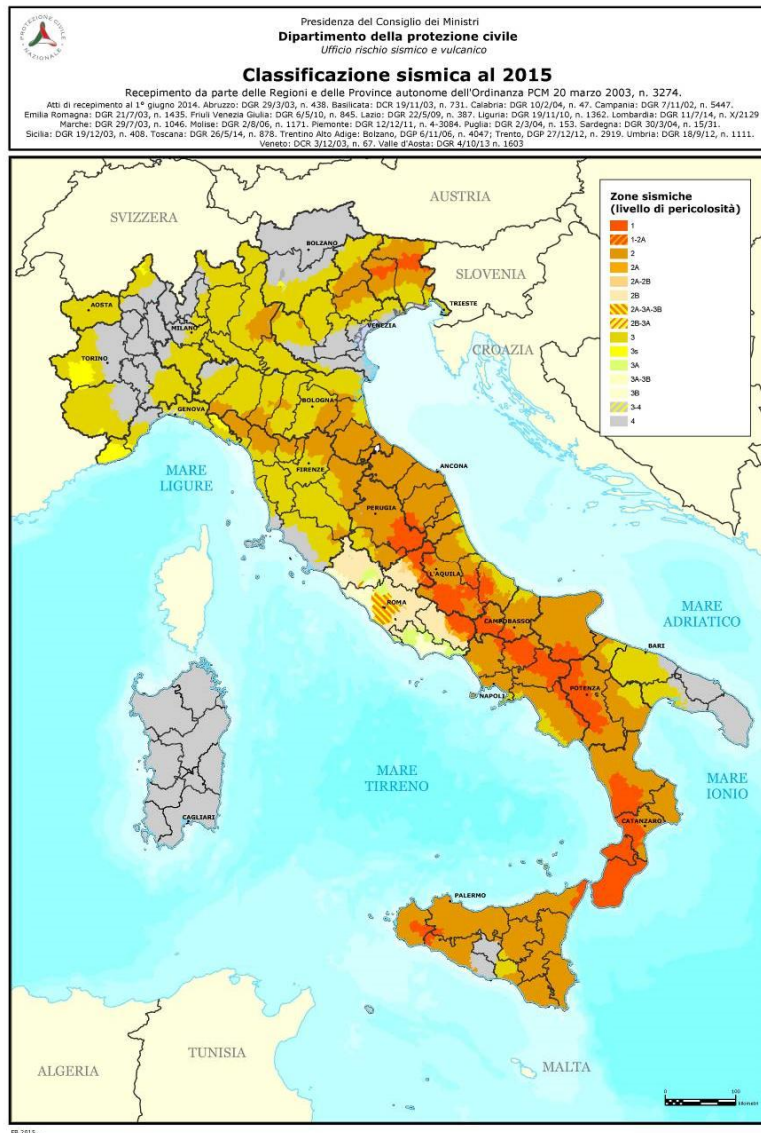 PROTEZIONE CIVILE
NAZIONALE
Presidenza del Consiglio dei Ministri
Dipartimento della protezione civile
Ufficio rischio sismico e vulcanico
Classificazione sismica al 2015
Recepimento da parte delle Regioni e delle Province autonome dell'Ordinanza PCM 20 marzo 2003, n. 3274.
Atti di recepimento al 1° giugno 2014. Abruzzo: DGR 29/3/03, n. 438. Basilicata: DCR 19/11/03, n. 731. Calabria: DGR 10/2/04, n. 47. Campania: DGR 7/11/02, n. 5447.
Emilia Romagna: DGR 21/7/03, n. 1435. Friuli Venezia Giulia: DGR 6/5/10, n. 845. Lazio: DGR 22/5/09, n. 387. Liguria: DGR 19/11/10, n. 1362. Lombardia: DGR 11/7/14, n. X/2129
Marche: DGR 29/7/03, n. 1046. Molise: DGR 2/8/06, n. 1171. Piemonte: DGR 12/12/11, n. 4-3084. Puglia: DGR 2/3/04, n. 153. Sardegna: DGR 30/3/04, n. 15/31.
Sicilia: DGR 19/12/03, n. 408. Toscana: DGR 26/5/14, n. 878. Trentino Alto Adige: Bolzano, DGP 6/11/06, n. 4047; Trento, DGP 27/12/12, n. 2919. Umbria: DGR 18/9/12, n. 1111.
Veneto: DCR 3/12/03, n. 67. Valle d'Aosta: DGR 4/10/13 n. 1603
AUSTRIA
SVIZZERA
Zone sismiche
(livello di pericolosità)
1
1-2A
2
2A
2A-2B
2B
2A-3A-3B
2B-3A
3
3s
3A
3A-3B
3B
3-4
4
BOLZANO
SLOVENIA
AOSTA
TRIESTE
MILANO
VENEZIA
CROAZIA
TORINO
BOLOGNA
GENOVA
MARE
LIGURE
FIRENZE
ANCONA
PERUGIA
L'AQUILA
ROMA
CAMPOBASSO
MARE
ADRIATICO
BARI
NAPOLI
POTENZA
MARE
TIRRENO
MARE
IONIO
CAGLIARI
CATANZARO
PALERMO
ALGERIA
TUNISIA
MALTA
0
100
EP 2015